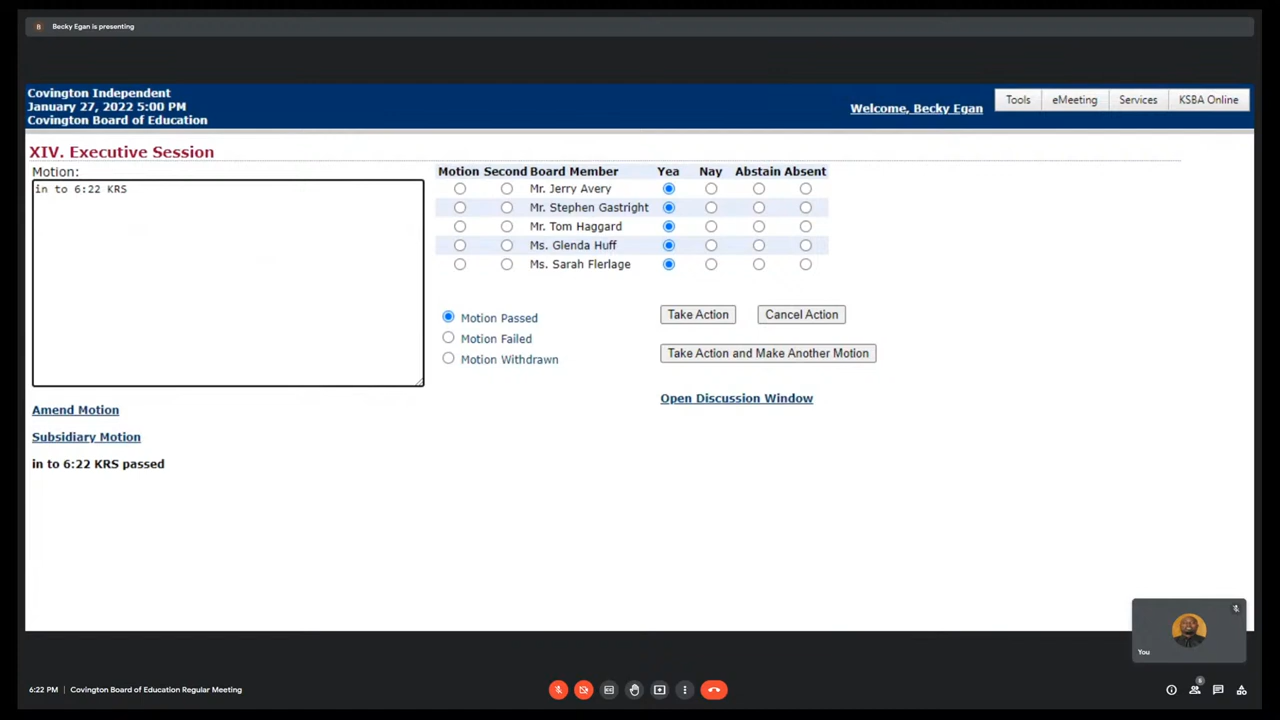 B Becky Egan is presenting
Covington Independent
January 27, 2022 5:00 PM
Covington Board of Education
Welcome, Becky Egan
Tools eMeeting Services KSBA Online
XIV. Executive Session
Motion:
in to 6:22 KRS
Motion Second Board Member Yea Nay Abstain Absent
Mr. Jerry Avery
Mr. Stephen Gastright
Mr. Tom Haggard
Ms. Glenda Huff
Ms. Sarah Flerlage
Motion Passed
Motion Failed
Motion Withdrawn
Take Action Cancel Action
Take Action and Make Another Motion
Open Discussion Window
Amend Motion
Subsidiary Motion
in to 6:22 KRS passed
You
6:22 PM | Covington Board of Education Regular Meeting
CC
6